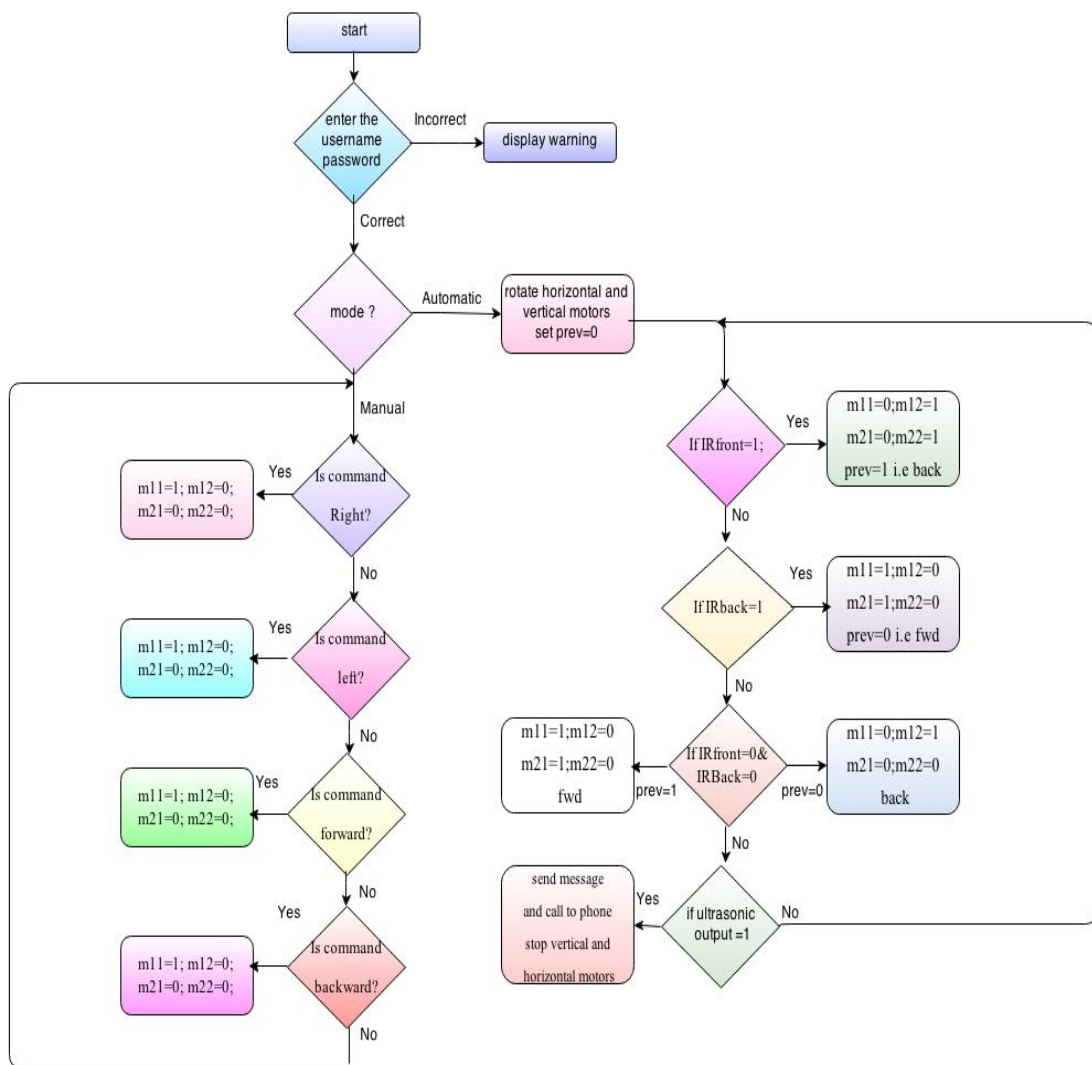 start
enter the
username
password
Incorrect
display warning
Correct
mode ?
Automatic
rotate horizontal and
vertical motors
set prev=0
Manual
Is command
Right?
Yes
m11=1; m12=0;
m21=0; m22=0;
No
Is command
left?
Yes
m11=1; m12=0;
m21=0; m22=0;
No
Is command
forward?
Yes
m11=1; m12=0;
m21=0; m22=0;
No
Is command
backward?
Yes
m11=1; m12=0;
m21=0; m22=0;
No
If IRfront=1;
Yes
m11=0;m12=1
m21=0;m22=1
prev=1 i.e back
No
If IRback=1
Yes
m11=1;m12=0
m21=1;m22=0
prev=0 i.e fwd
No
If IRfront=0&
IRBack=0
prev=1
m11=1;m12=0
m21=1;m22=0
fwd
prev=0
m11=0;m12=1
m21=0;m22=0
back
No
if ultrasonic
output =1
Yes
send message
and call to phone
stop vertical and
horizontal motors
No